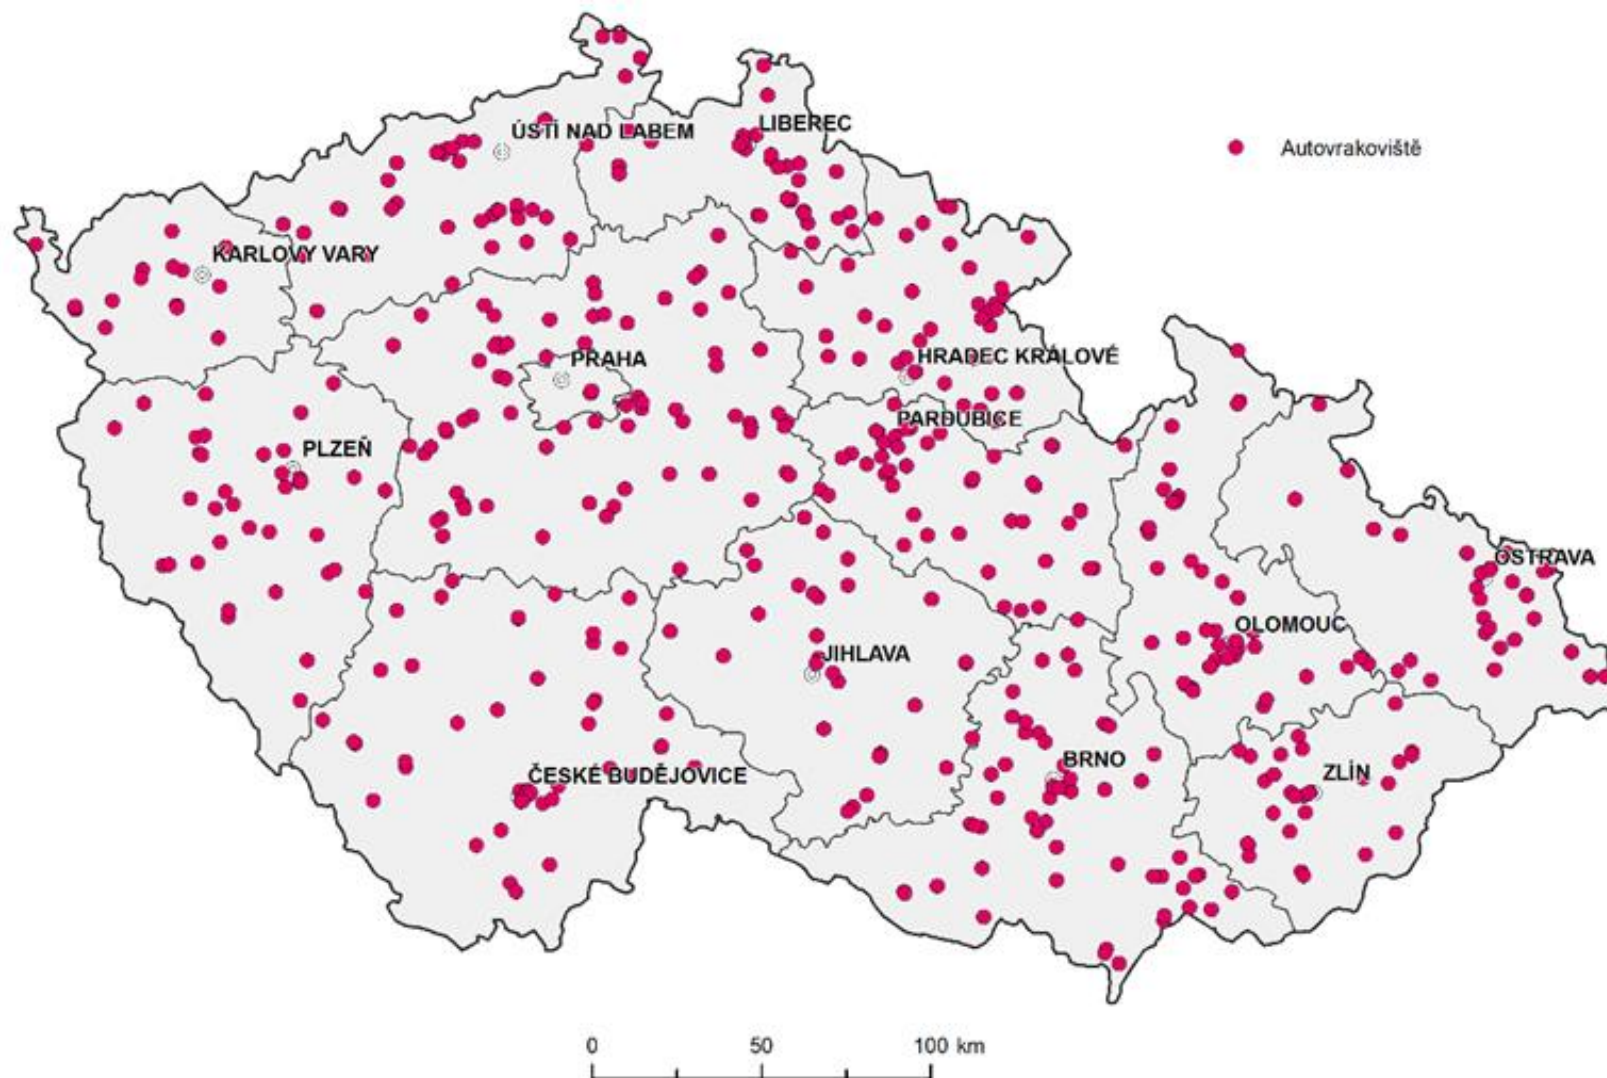 ÚSTÍ NAD LABEM
LIBEREC
Autovrakoviště
KARLOVY VARY
PRAHA
HRADEC KRÁLOVÉ
PARDUBICE
PLZEŇ
OSTRAVA
OLOMOUC
JIHLAVA
BRNO
ZLÍN
ČESKÉ BUDĚJOVICE
0 50 100 km